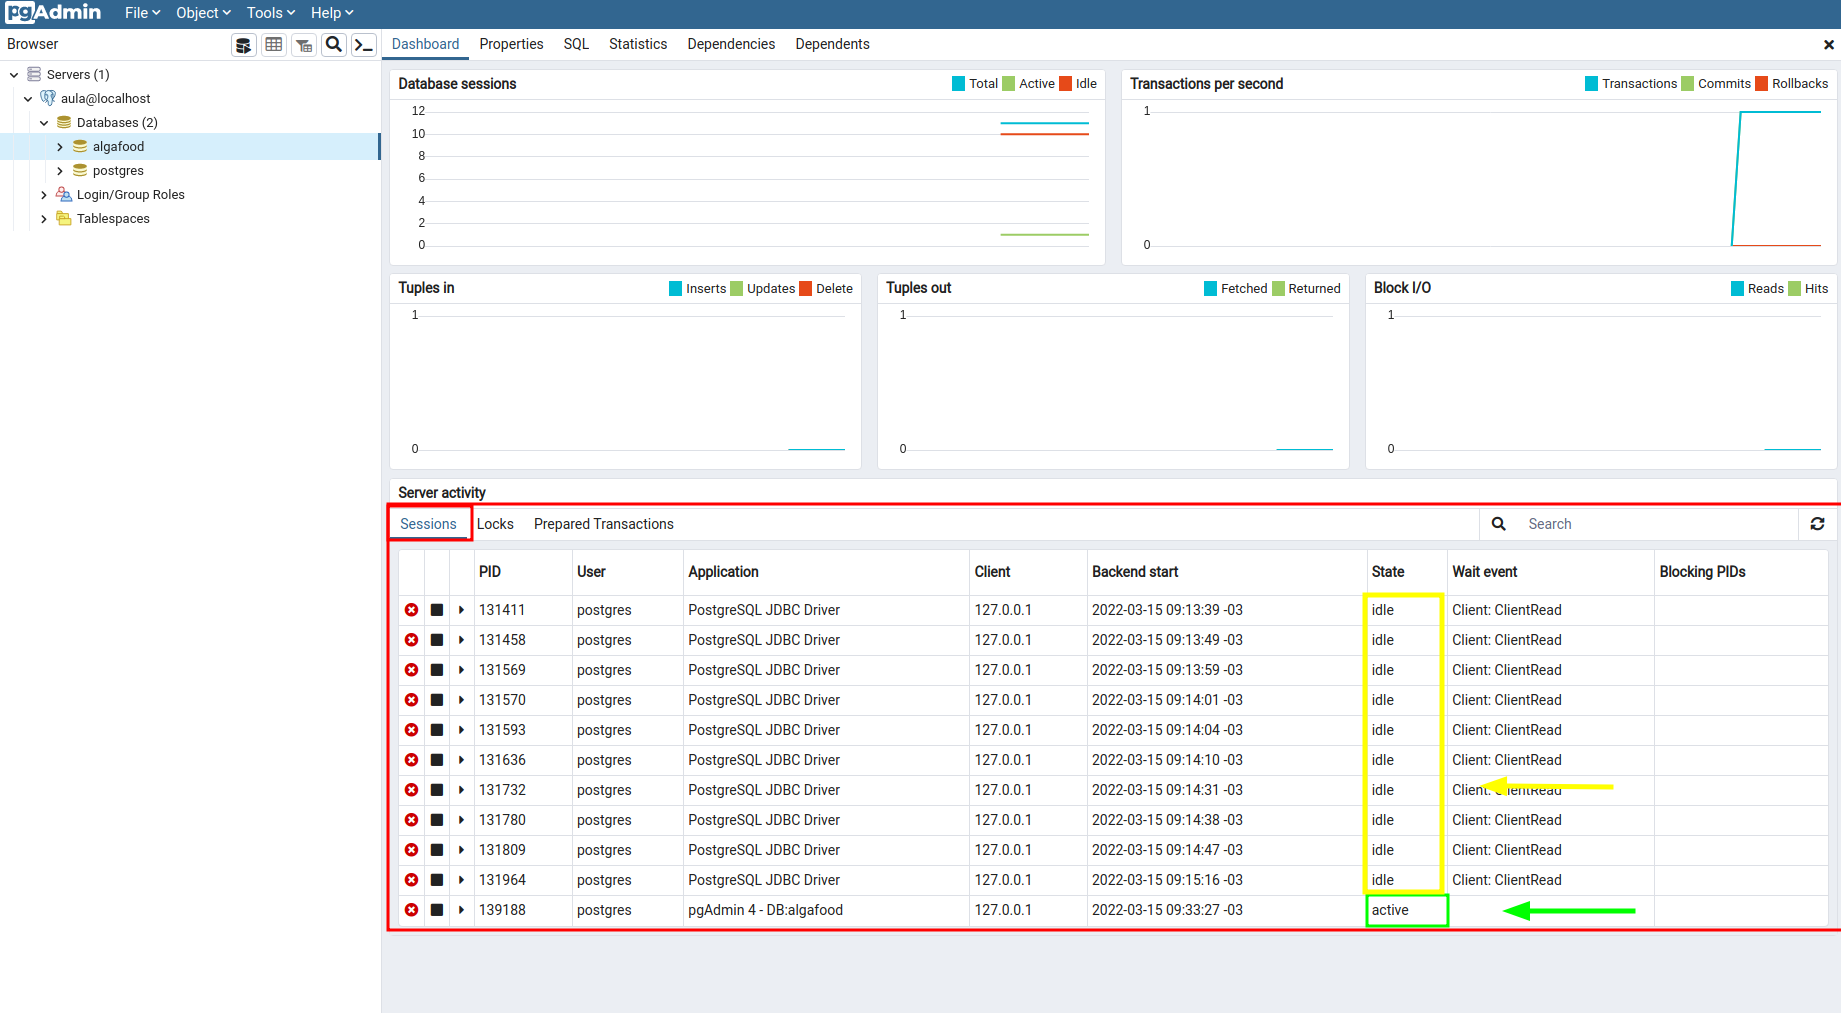 pgAdmin File Object Tools Help
Browser
Dashboard Properties SQL Statistics Dependencies Dependents
Servers (1)
aula@localhost
Databases (2)
algafood
postgres
Login/Group Roles
Tablespaces
Database sessions Total Active Idle
12
10
8
6
4
2
0
Transactions per second Transactions Commits Rollbacks
1
0
Tuples in Inserts Updates Delete
1
0
Tuples out Fetched Returned
1
0
Block I/O Reads Hits
1
0
Server activity
Sessions Locks Prepared Transactions Search
PID User Application Client Backend start State Wait event Blocking PIDs
131411 postgres PostgreSQL JDBC Driver 127.0.0.1 2022-03-15 09:13:39 -03 idle Client: ClientRead
131458 postgres PostgreSQL JDBC Driver 127.0.0.1 2022-03-15 09:13:49 -03 idle Client: ClientRead
131569 postgres PostgreSQL JDBC Driver 127.0.0.1 2022-03-15 09:13:59 -03 idle Client: ClientRead
131570 postgres PostgreSQL JDBC Driver 127.0.0.1 2022-03-15 09:14:01 -03 idle Client: ClientRead
131593 postgres PostgreSQL JDBC Driver 127.0.0.1 2022-03-15 09:14:04 -03 idle Client: ClientRead
131636 postgres PostgreSQL JDBC Driver 127.0.0.1 2022-03-15 09:14:10 -03 idle Client: ClientRead
131732 postgres PostgreSQL JDBC Driver 127.0.0.1 2022-03-15 09:14:31 -03 idle Client: ClientRead
131780 postgres PostgreSQL JDBC Driver 127.0.0.1 2022-03-15 09:14:38 -03 idle Client: ClientRead
131809 postgres PostgreSQL JDBC Driver 127.0.0.1 2022-03-15 09:14:47 -03 idle Client: ClientRead
131964 postgres PostgreSQL JDBC Driver 127.0.0.1 2022-03-15 09:15:16 -03 idle Client: ClientRead
139188 postgres pgAdmin 4 - DB:algafood 127.0.0.1 2022-03-15 09:33:27 -03 active